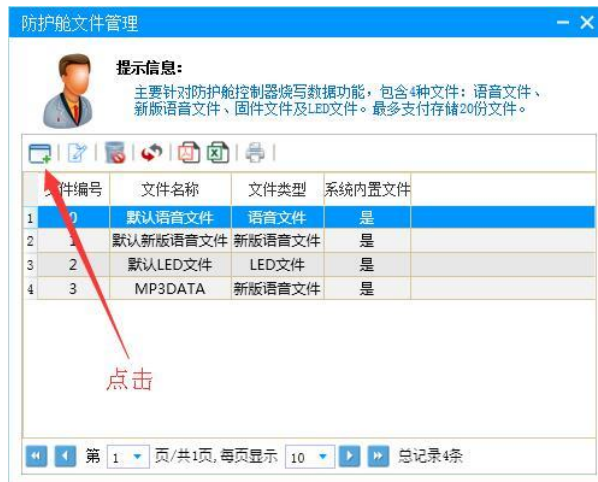 防护舱文件管理
提示信息：
主要针对防护舱控制器烧写数据功能，包含4种文件：语音文件、
新版语音文件、固件文件及LED文件。最多支付存储20份文件。
文件编号 文件名称 文件类型 系统内置文件
1 0 默认语音文件 语音文件 是
2 1 默认新版语音文件 新版语音文件 是
3 2 默认LED文件 LED文件 是
4 3 MP3DATA 新版语音文件 是
点击
第 1 页/共1页,每页显示 10 总记录4条